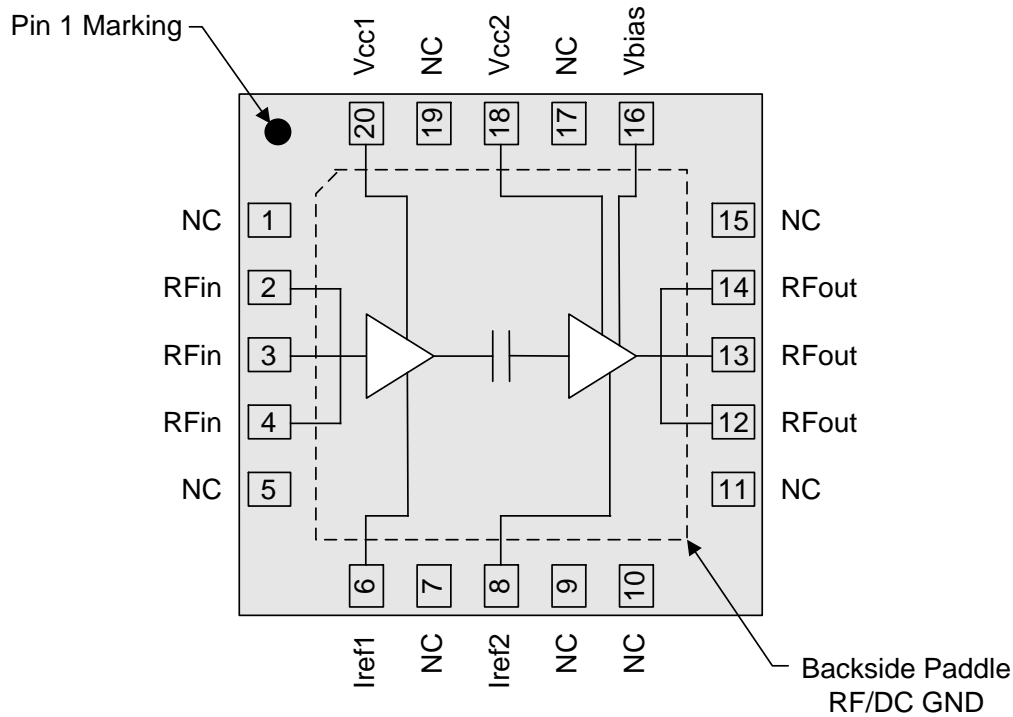 Pin 1 Marking
Vcc1
NC
Vcc2
NC
Vbias
20
19
18
17
16
NC 1
15 NC
RFin 2
14 RFout
RFin 3
13 RFout
RFin 4
12 RFout
NC 5
11 NC
6
7
8
9
10
Iref1
NC
Iref2
NC
NC
Backside Paddle
RF/DC GND